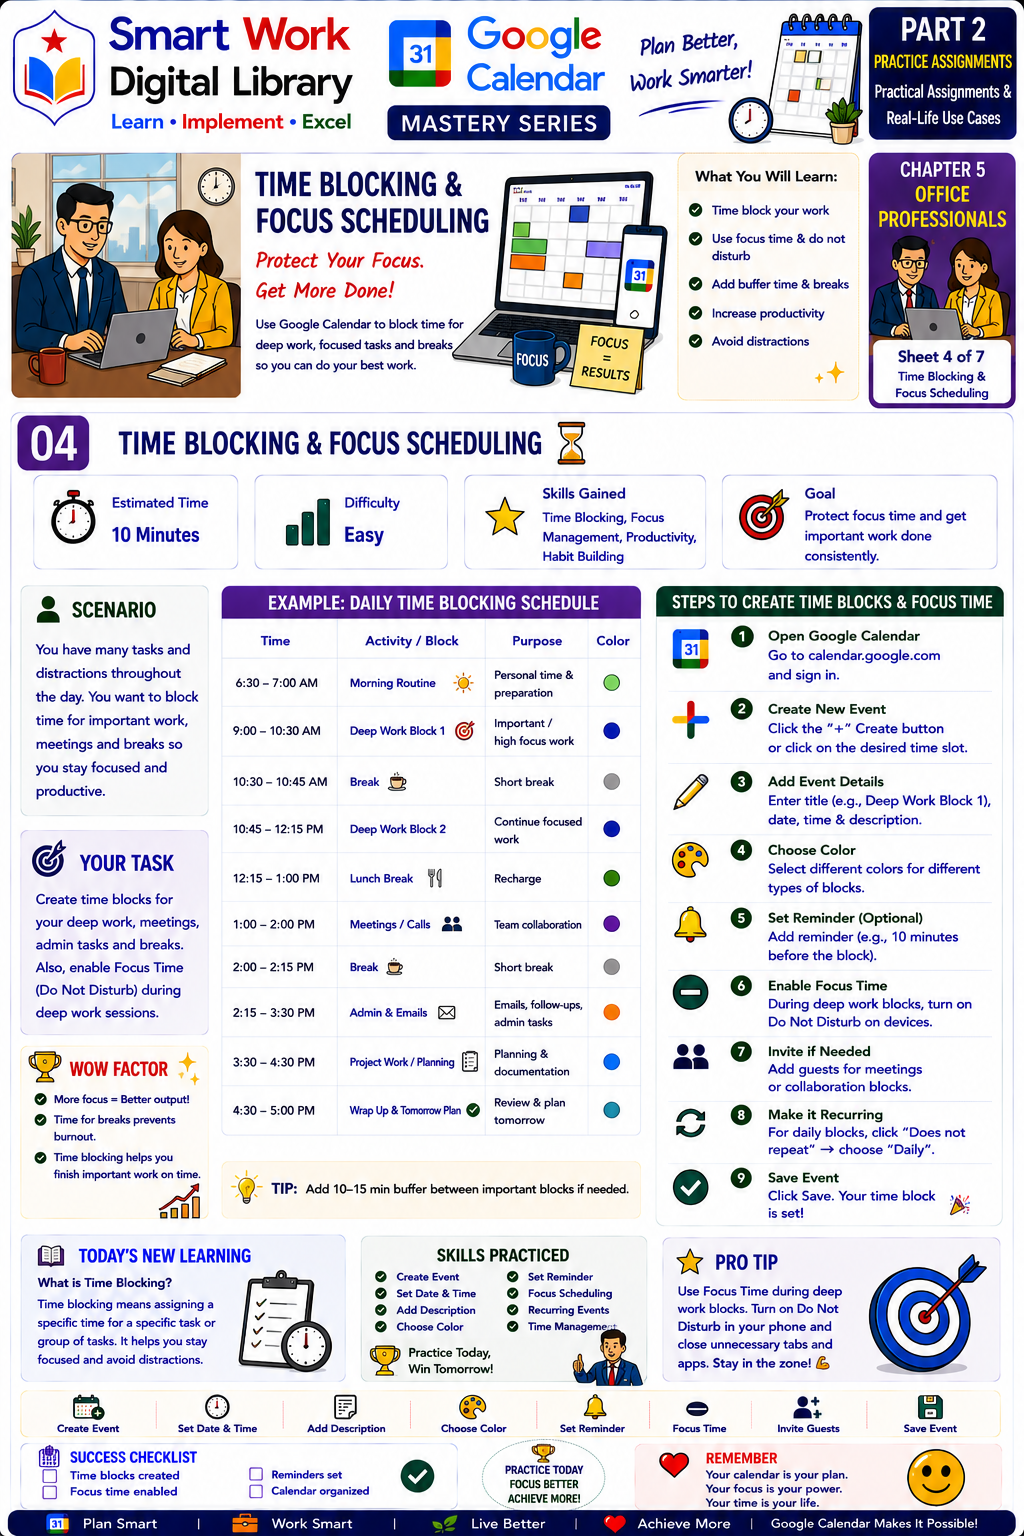 Smart Work
Digital Library
Learn • Implement • Excel
31
Google
Calendar
MASTERY SERIES
Plan Better,
Work Smarter!
PART 2
PRACTICE ASSIGNMENTS
Practical Assignments &
Real-Life Use Cases
TIME BLOCKING &
FOCUS SCHEDULING
Protect Your Focus.
Get More Done!
Use Google Calendar to block time for
deep work, focused tasks and breaks
so you can do your best work.
31
FOCUS
FOCUS
=
RESULTS
What You Will Learn:
Time block your work
Use focus time & do not
disturb
Add buffer time & breaks
Increase productivity
Avoid distractions
CHAPTER 5
OFFICE
PROFESSIONALS
Sheet 4 of 7
Time Blocking &
Focus Scheduling
04
TIME BLOCKING & FOCUS SCHEDULING
Estimated Time
10 Minutes
Difficulty
Easy
Skills Gained
Time Blocking, Focus
Management, Productivity,
Habit Building
Goal
Protect focus time and get
important work done
consistently.
SCENARIO
You have many tasks and
distractions throughout
the day. You want to block
time for important work,
meetings and breaks so
you stay focused and
productive.
YOUR TASK
Create time blocks for
your deep work, meetings,
admin tasks and breaks.
Also, enable Focus Time
(Do Not Disturb) during
deep work sessions.
WOW FACTOR
More focus = Better output!
Time for breaks prevents
burnout.
Time blocking helps you
finish important work on time.
EXAMPLE: DAILY TIME BLOCKING SCHEDULE
Time Activity / Block Purpose Color
6:30 – 7:00 AM Morning Routine Personal time &
preparation
9:00 – 10:30 AM Deep Work Block 1 Important /
high focus work
10:30 – 10:45 AM Break Short break
10:45 – 12:15 PM Deep Work Block 2 Continue focused
work
12:15 – 1:00 PM Lunch Break Recharge
1:00 – 2:00 PM Meetings / Calls Team collaboration
2:00 – 2:15 PM Break Short break
2:15 – 3:30 PM Admin & Emails Emails, follow-ups,
admin tasks
3:30 – 4:30 PM Project Work / Planning Planning &
documentation
4:30 – 5:00 PM Wrap Up & Tomorrow Plan Review & plan
tomorrow
TIP: Add 10–15 min buffer between important blocks if needed.
STEPS TO CREATE TIME BLOCKS & FOCUS TIME
31
1 Open Google Calendar
Go to calendar.google.com
and sign in.
2 Create New Event
Click the "+" Create button
or click on the desired time slot.
3 Add Event Details
Enter title (e.g., Deep Work Block 1),
date, time & description.
4 Choose Color
Select different colors for different
types of blocks.
5 Set Reminder (Optional)
Add reminder (e.g., 10 minutes
before the block).
6 Enable Focus Time
During deep work blocks, turn on
Do Not Disturb on devices.
7 Invite if Needed
Add guests for meetings
or collaboration blocks.
8 Make it Recurring
For daily blocks, click "Does not
repeat" → choose "Daily".
9 Save Event
Click Save. Your time block
is set!
TODAY'S NEW LEARNING
What is Time Blocking?
Time blocking means assigning a
specific time for a specific task or
group of tasks. It helps you stay
focused and avoid distractions.
SKILLS PRACTICED
Create Event
Set Date & Time
Add Description
Choose Color
Set Reminder
Focus Scheduling
Recurring Events
Time Management
Practice Today,
Win Tomorrow!
PRO TIP
Use Focus Time during deep
work blocks. Turn on Do Not
Disturb in your phone and
close unnecessary tabs and
apps. Stay in the zone!
Create Event
Set Date & Time
Add Description
Choose Color
Set Reminder
Focus Time
Invite Guests
Save Event
SUCCESS CHECKLIST
Time blocks created
Focus time enabled
Reminders set
Calendar organized
PRACTICE TODAY
FOCUS BETTER
ACHIEVE MORE!
REMEMBER
Your calendar is your plan.
Your focus is your power.
Your time is your life.
31 Plan Smart | Work Smart | Live Better | Achieve More | Google Calendar Makes It Possible!